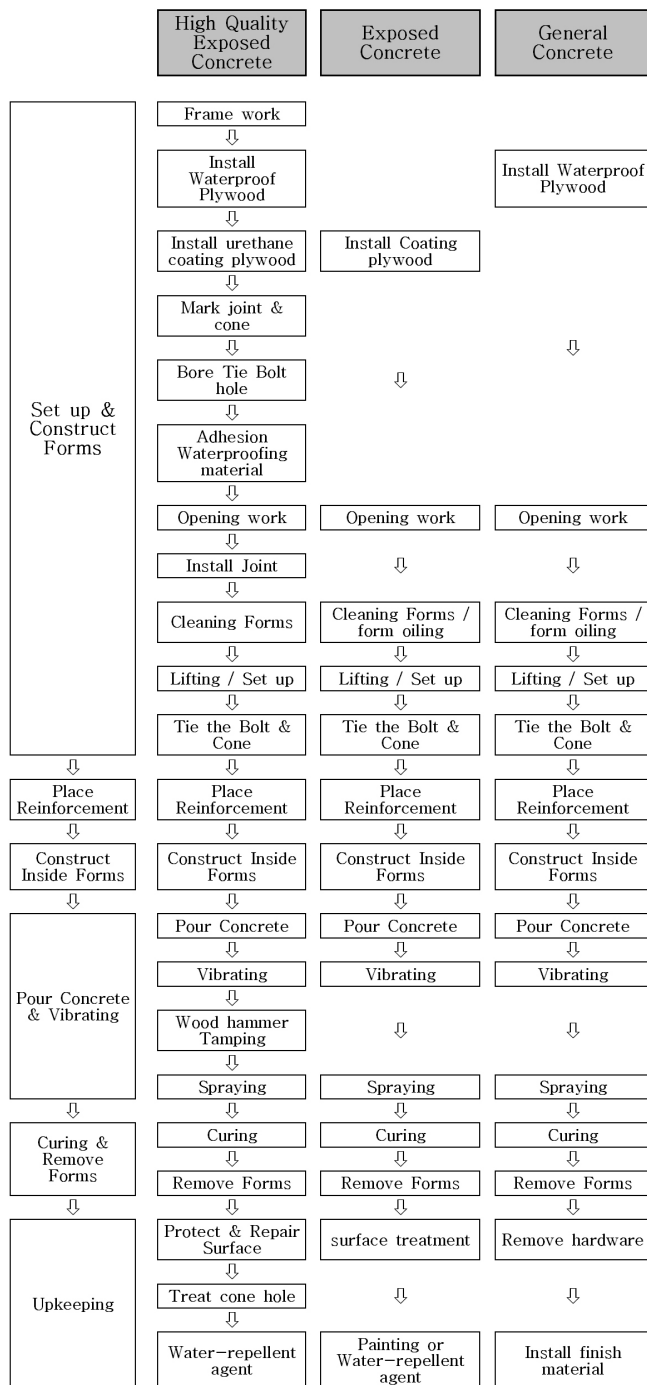 High Quality
Exposed
Concrete
Exposed
Concrete
General
Concrete
Set up &
Construct
Forms
Frame work
Install
Waterproof
Plywood
Install Waterproof
Plywood
Install urethane
coating plywood
Install Coating
plywood
Mark joint &
cone
Bore Tie Bolt
hole
Adhesion
Waterproofing
material
Opening work
Opening work
Opening work
Install Joint
Cleaning Forms
Cleaning Forms /
form oiling
Cleaning Forms /
form oiling
Lifting / Set up
Lifting / Set up
Lifting / Set up
Tie the Bolt &
Cone
Tie the Bolt &
Cone
Tie the Bolt &
Cone
Place
Reinforcement
Place
Reinforcement
Place
Reinforcement
Place
Reinforcement
Construct
Inside Forms
Construct Inside
Forms
Construct Inside
Forms
Construct Inside
Forms
Pour Concrete
& Vibrating
Pour Concrete
Pour Concrete
Pour Concrete
Vibrating
Vibrating
Vibrating
Wood hammer
Tamping
Spraying
Spraying
Spraying
Curing &
Remove
Forms
Curing
Curing
Curing
Remove Forms
Remove Forms
Remove Forms
Upkeeping
Protect & Repair
Surface
surface treatment
Remove hardware
Treat cone hole
Water-repellent
agent
Painting or
Water-repellent
agent
Install finish
material